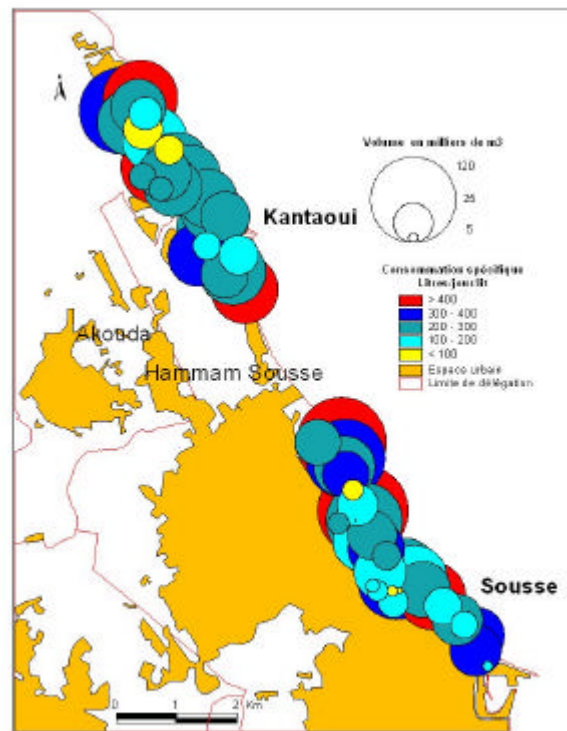 Volume en milliers de m3
120
25
5
Kantaoui
Consommation spécifique
Litres/jour/lit
> 400
300 - 400
200 - 300
100 - 200
< 100
Espace urbain
Limite de délégation
Akouda
Hammam Sousse
Sousse
0 1 2 Km